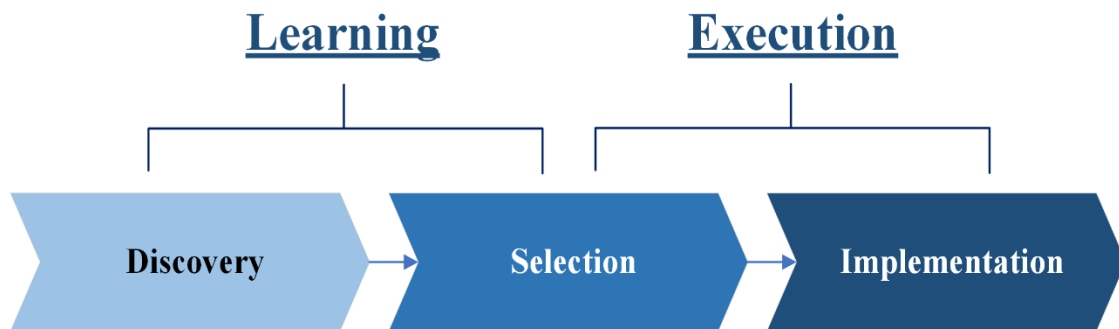 Learning
Execution
Discovery
Selection
Implementation